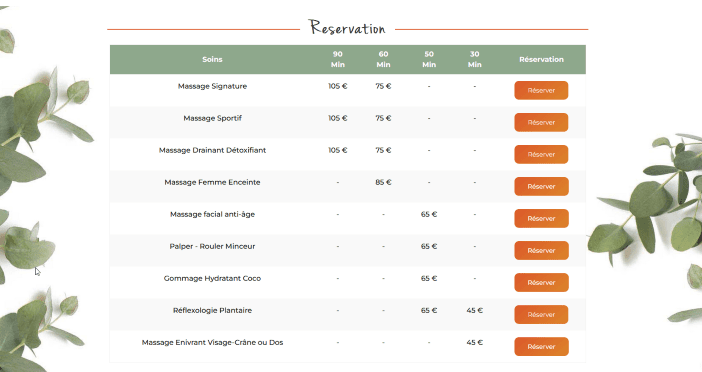 Reservation
Soins 90 Min 60 Min 50 Min 30 Min Réservation
Massage Signature 105 € 75 € - - Réserver
Massage Sportif 105 € 75 € - - Réserver
Massage Drainant Détoxifiant 105 € 75 € - - Réserver
Massage Femme Enceinte - 85 € - - Réserver
Massage facial anti-âge - - 65 € - Réserver
Palper - Rouler Minceur - - 65 € - Réserver
Gommage Hydratant Coco - - 65 € - Réserver
Réflexologie Plantaire - - 65 € 45 € Réserver
Massage Enivrant Visage-Crâne ou Dos - - - 45 € Réserver